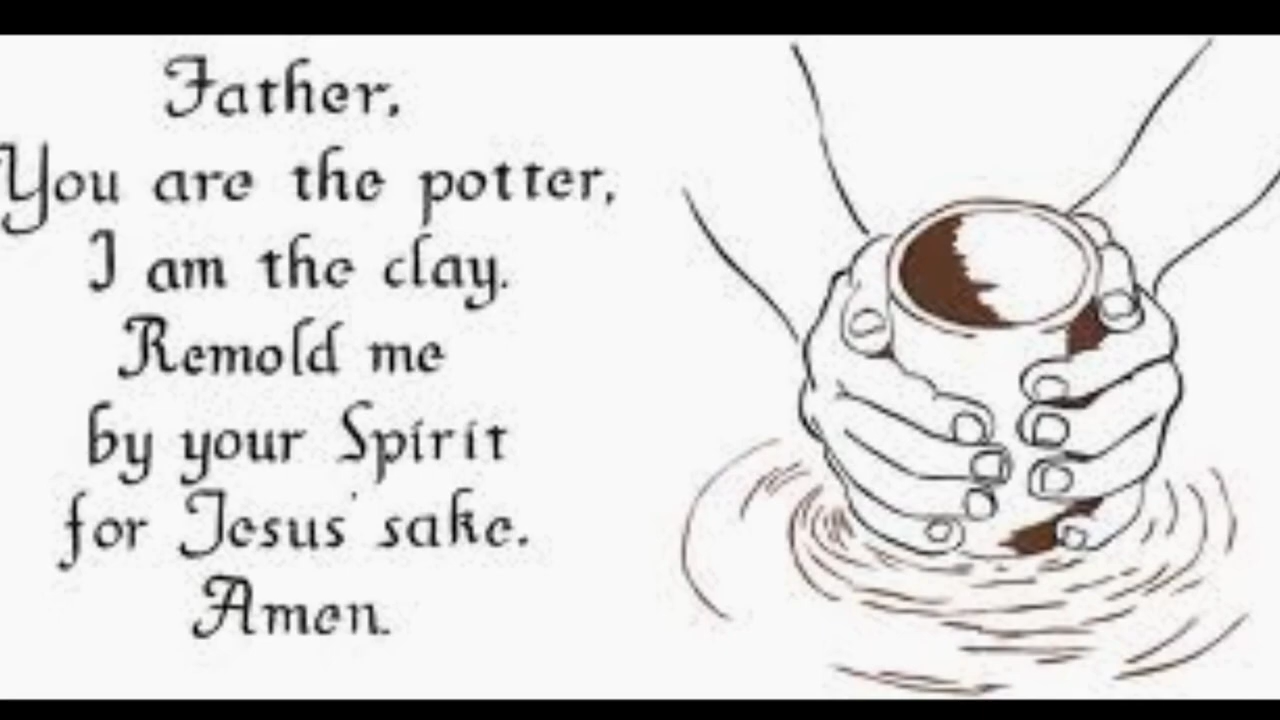 Father,
You are the potter,
I am the clay.
Remold me
by your Spirit
for Jesus' sake.
Amen.